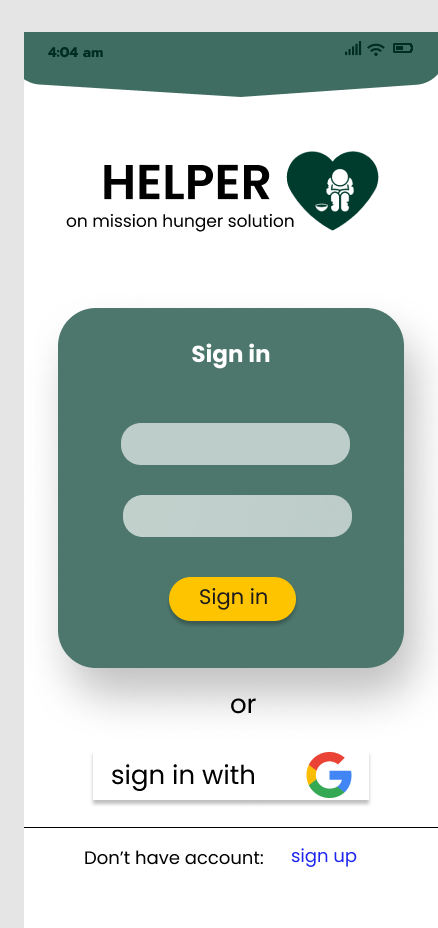 4:04 am
HELPER
on mission hunger solution
Sign in
Sign in
or
sign in with
Don't have account: sign up